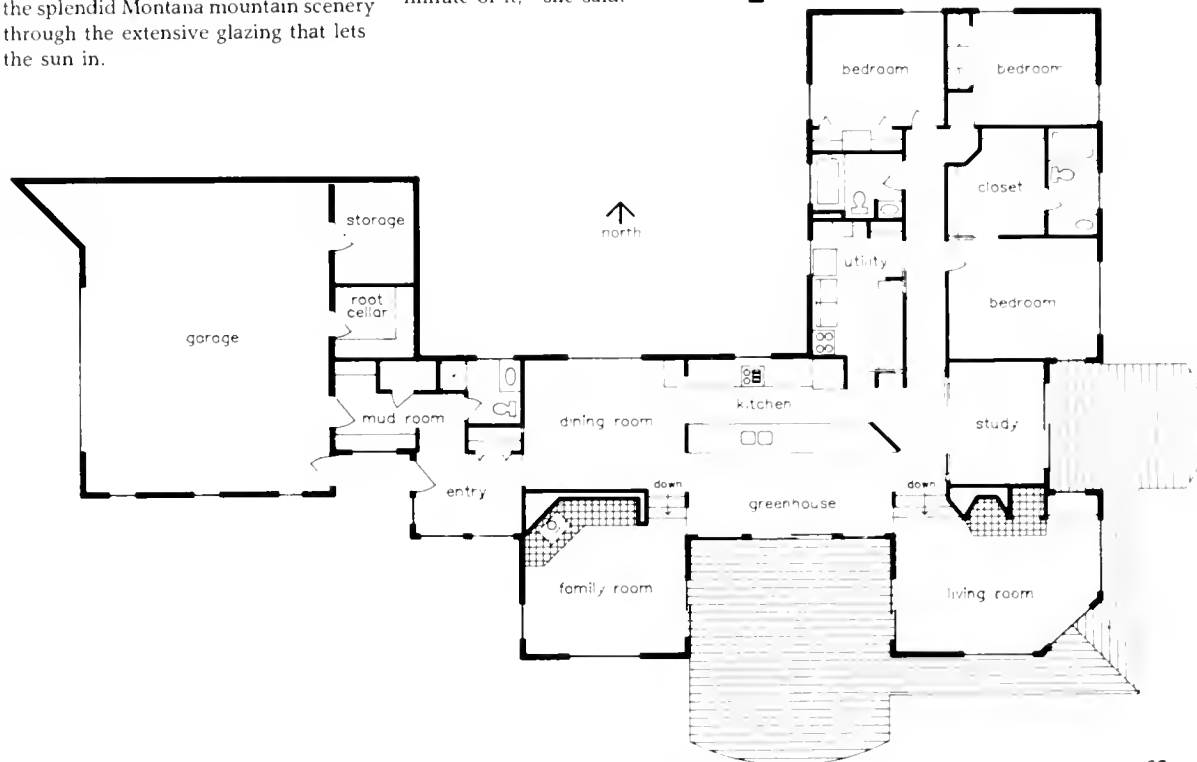 the splendid Montana mountain scenery
through the extensive glazing that lets
the sun in.
she said.
bedroom
bedroom
closet
storage
north
utility
root
cellar
bedroom
garage
kitchen
mud room
dining room
study
down
down
entry
greenhouse
family room
living room